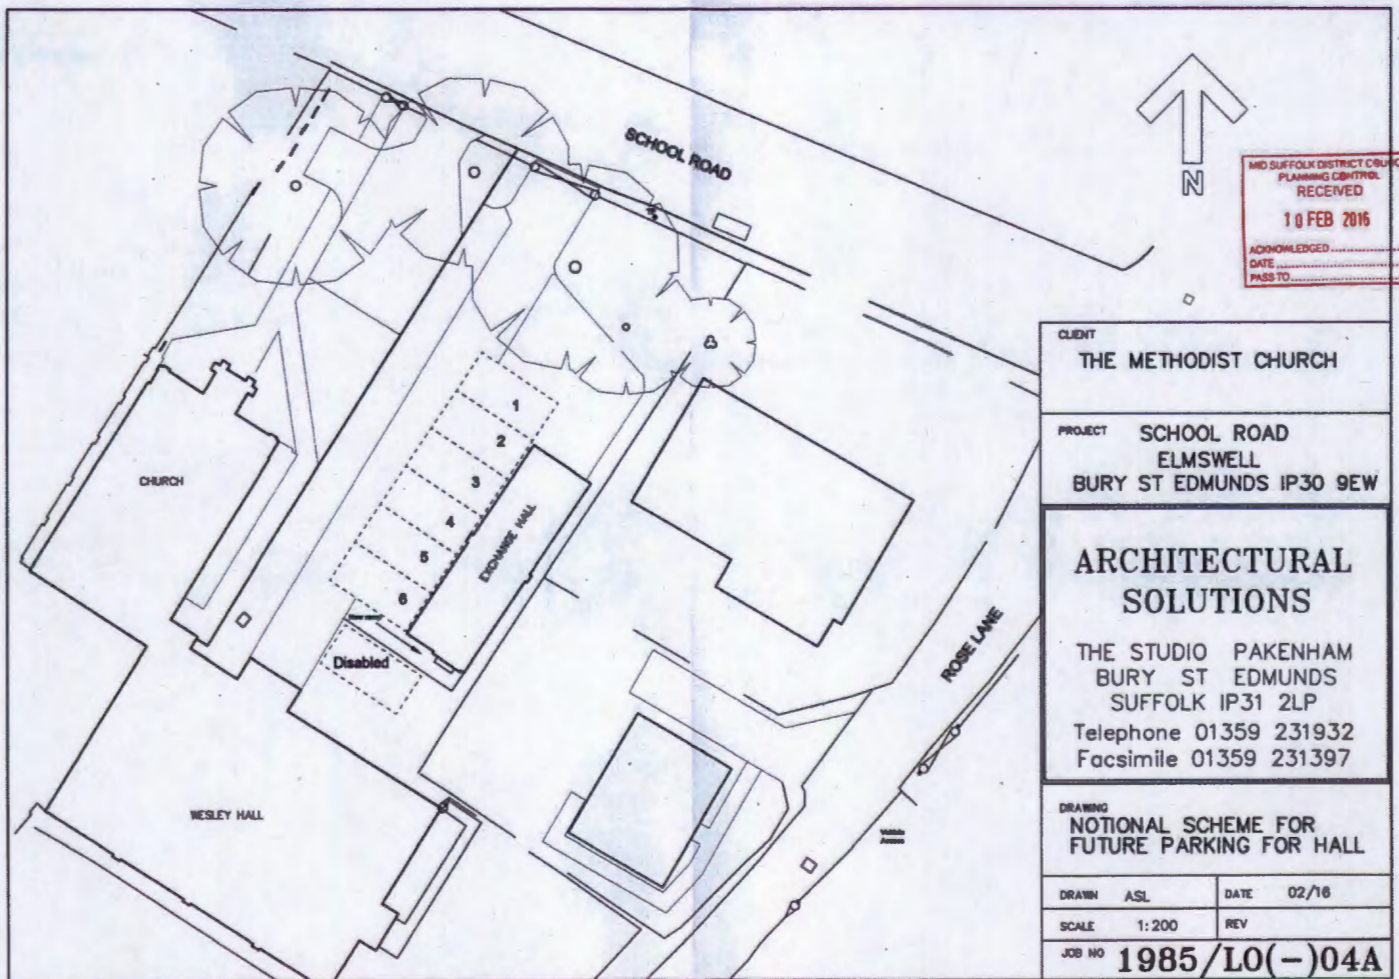 SCHOOL ROAD
N
MID SUFFOLK DISTRICT
PLANNING CONTROL
RECEIVED
10 FEB 2016
ACKNOWLEDGED
DATE
PASS TO
CLIENT
THE METHODIST CHURCH
PROJECT SCHOOL ROAD
ELMSWELL
BURY ST EDMUNDS IP30 9EW
ARCHITECTURAL
SOLUTIONS
THE STUDIO PAKENHAM
BURY ST EDMUNDS
SUFFOLK IP31 2LP
Telephone 01359 231932
Facsimile 01359 231397
DRAWING
NOTIONAL SCHEME FOR
FUTURE PARKING FOR HALL
DRAWN ASL DATE 02/16
SCALE 1:200 REV
JOB NO 1985/LO(-)04A
CHURCH
1
2
3
4
5
6
EXCHANGE HALL
Disabled
WESLEY HALL
ROSE LANE